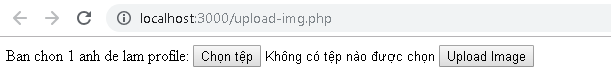 localhost:3000/upload-img.php
Ban chon 1 anh de lam profile: Chọn tệp Không có tệp nào được chọn Upload Image